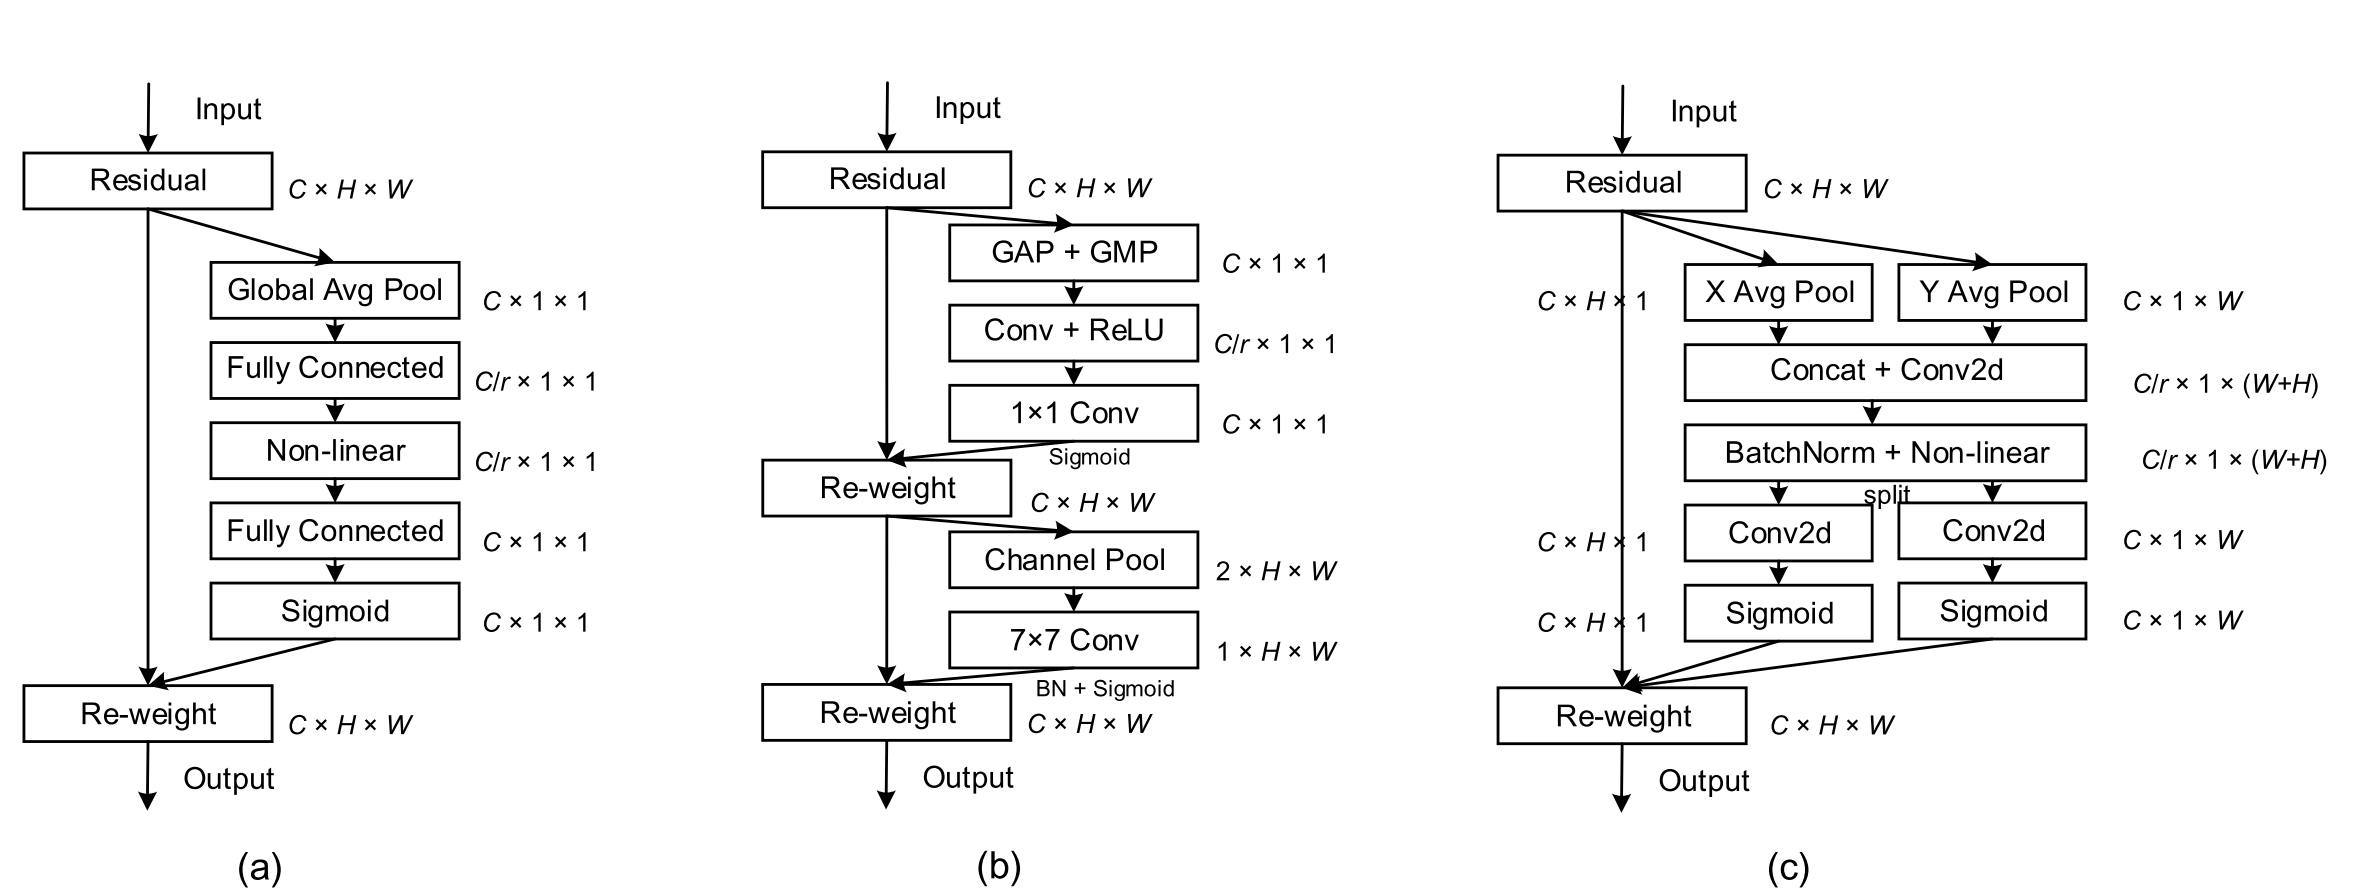 Input
Residual
C × H × W
Global Avg Pool
C × 1 × 1
Fully Connected
C/r × 1 × 1
Non-linear
C/r × 1 × 1
Fully Connected
C × 1 × 1
Sigmoid
C × 1 × 1
Re-weight
C × H × W
Output
(a)
Input
Residual
C × H × W
GAP + GMP
C × 1 × 1
Conv + ReLU
C/r × 1 × 1
1×1 Conv
C × 1 × 1
Sigmoid
Re-weight
C × H × W
Channel Pool
2 × H × W
7×7 Conv
1 × H × W
BN + Sigmoid
Re-weight
C × H × W
Output
(b)
Input
Residual
C × H × W
C × H × 1
X Avg Pool
Y Avg Pool
C × 1 × W
Concat + Conv2d
C/r × 1 × (W+H)
BatchNorm + Non-linear
C/r × 1 × (W+H)
split
C × H × 1
Conv2d
Conv2d
C × 1 × W
C × H × 1
Sigmoid
Sigmoid
C × 1 × W
Re-weight
C × H × W
Output
(c)